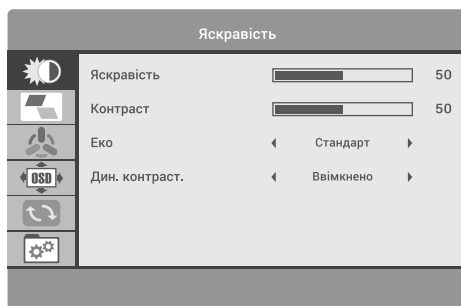 Яскравість
Яскравість 50
Контраст 50
Еко Стандарт
Дин. контраст. Ввімкнено
OSD